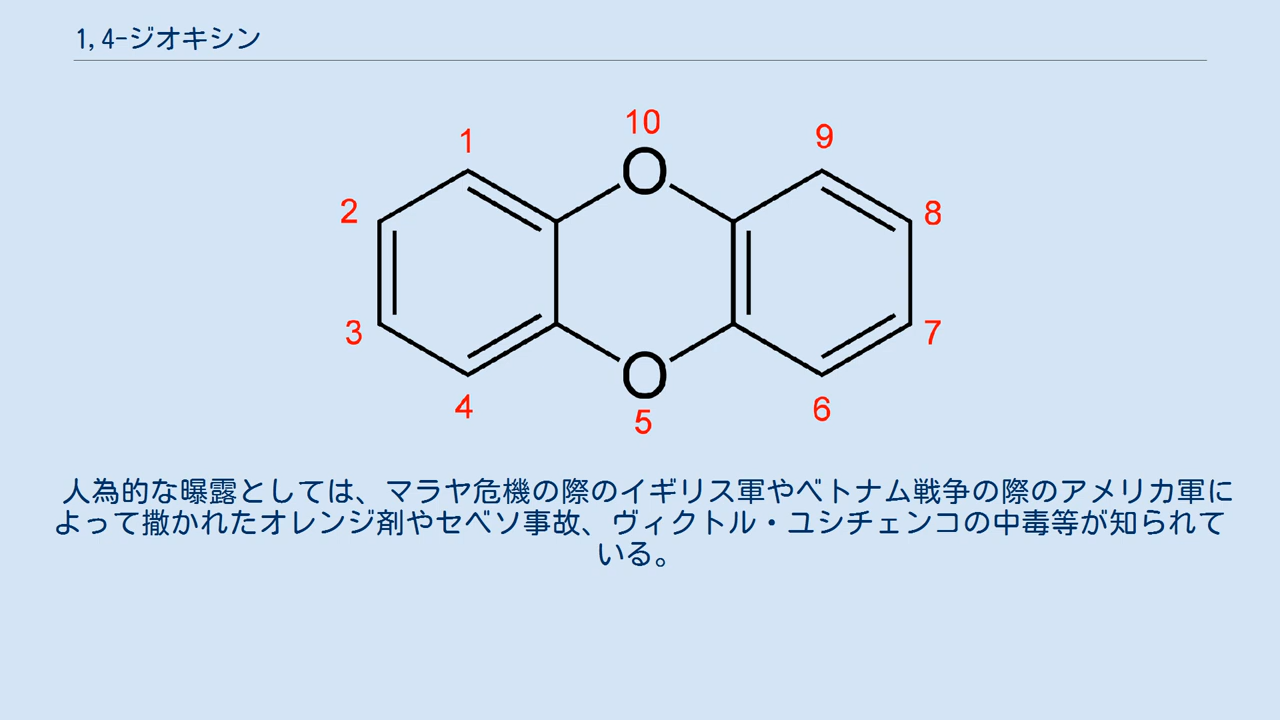 1,4-ジオキシン
10
1
9
O
2
8
3
7
O
4
6
5
人為的な曝露としては、マラヤ危機の際のイギリス軍やベトナム戦争の際のアメリカ軍に
よって撒かれたオレンジ剤やセベソ事故、ヴィクトル・ユシチェンコの中毒等が知られて
いる。